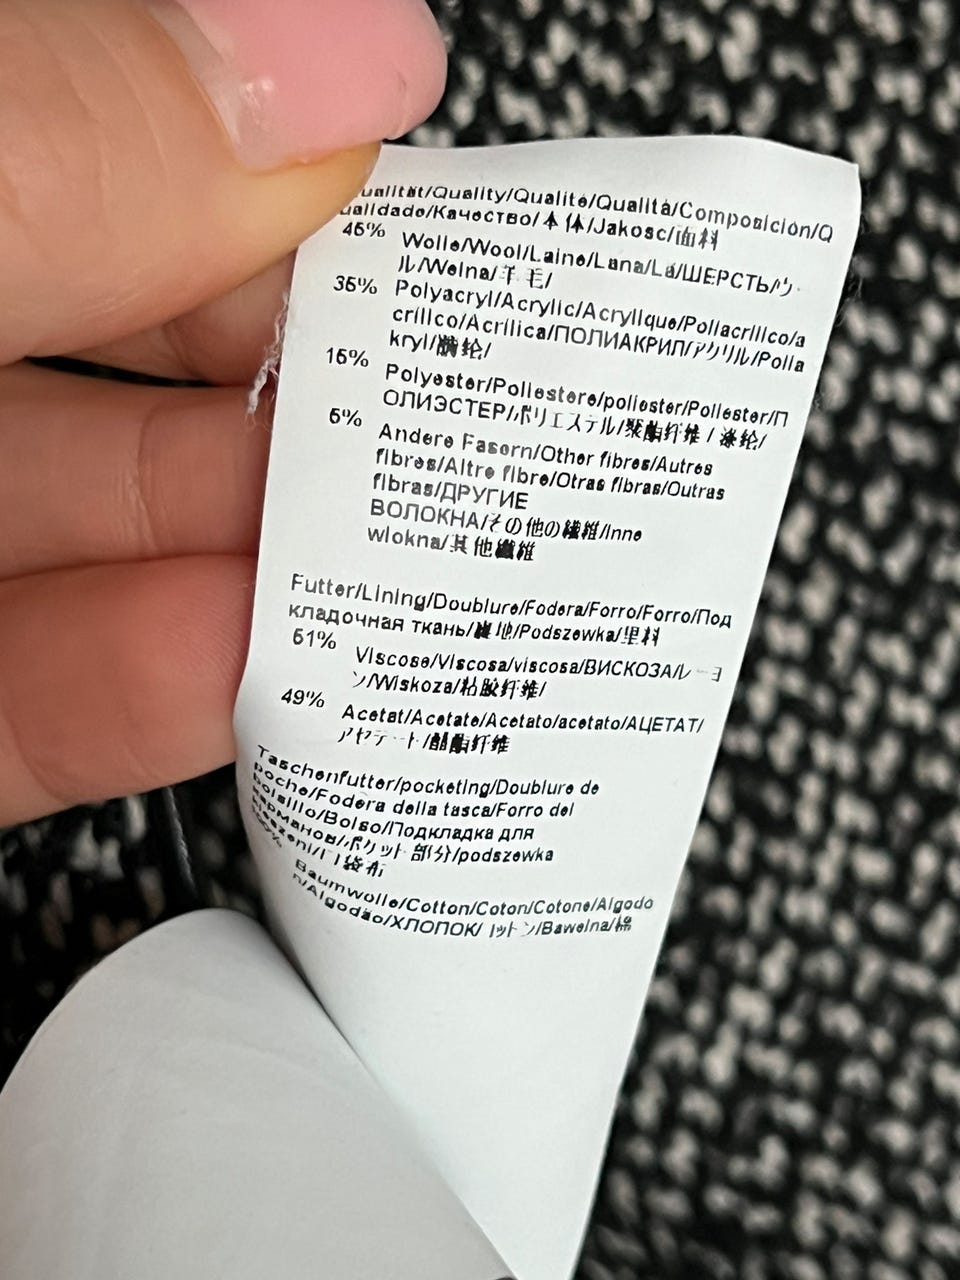 ualität/Quality/Qualité/Qualità/Composición/Q
ualidade/Качество/本体/Jakosc/面料
45% Wolle/Wool/Laine/Lana/Lã/ШЕРСТЬ/ウー
ル/Welna/羊毛/
35% Polyacryl/Acrylic/Acrylique/Poliacrilico/a
crílico/Acrílica/ПОЛИАКРИЛ/アクリル/Polia
kryl/腈纶/
15% Polyester/Poliestere/poliester/Poliester/П
ОЛИЭСТЕР/ポリエステル/聚酯纤维 / 涤纶/
5% Andere Fasern/Other fibres/Autres
fibres/Altre fibre/Otras fibras/Outras
fibras/ДРУГИЕ
ВОЛОКНА/その他の繊維/Inne
wlokna/其他纖維
Futter/Lining/Doublure/Fodera/Forro/Forro/Под
кладочная ткань/裏地/Podszewka/里料
51% Viscose/Viscosa/viscosa/ВИСКОЗА/レーヨ
ン/Wiskoza/粘胶纤维/
49% Acetat/Acetate/Acetato/acetato/АЦЕТАТ/
アセテート/醋酯纤维
Taschenfutter/pocketing/Doublure de
poche/Fodera della tasca/Forro del
bolsillo/Bolso/Подкладка для
карманов/ポケット部分/podszewka
kieszeni/口袋布
Baumwolle/Cotton/Coton/Cotone/Algodo
n/Algodão/ХЛОПОК/コットン/Bawelna/棉